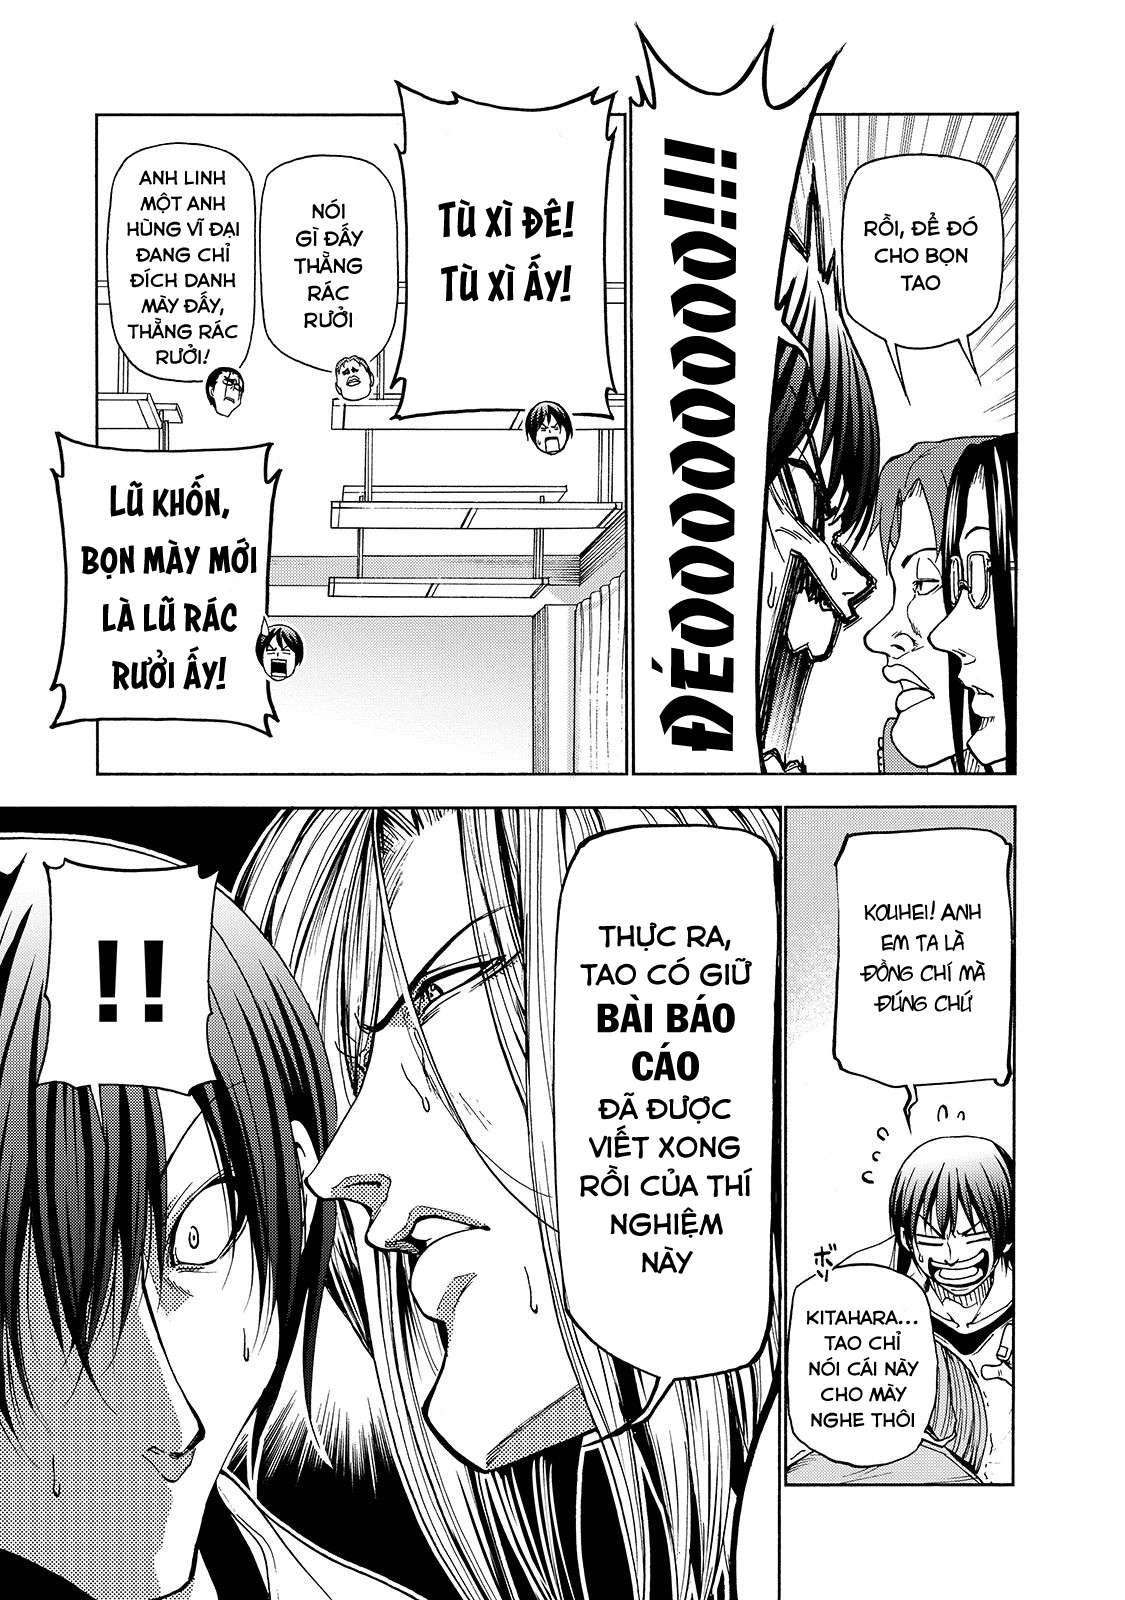 RỒI, ĐỂ ĐÓ
CHO BỌN
TAO
ĐÉOOOOOOOO!!!
TÙ XÌ ĐÊ!
TÙ XÌ ẤY!
NÓI
GÌ ĐẤY
THẰNG
RÁC
RƯỞI
ANH LINH
MỘT ANH
HÙNG VĨ ĐẠI
ĐANG CHỈ
ĐÍCH DANH
MÀY ĐẤY,
THẰNG RÁC
RƯỞI!
LŨ KHỐN,
BỌN MÀY MỚI
LÀ LŨ RÁC
RƯỞI ẤY!
KOUHEI! ANH
EM TA LÀ
ĐỒNG CHÍ MÀ
ĐÚNG CHỨ
ボソ
KITAHARA...
TAO CHỈ
NÓI CÁI NÀY
CHO MÀY
NGHE THÔI
THỰC RA,
TAO CÓ GIỮ
BÀI BÁO
CÁO
ĐÃ ĐƯỢC
VIẾT XONG
RỒI CỦA THÍ
NGHIỆM
NÀY
!!